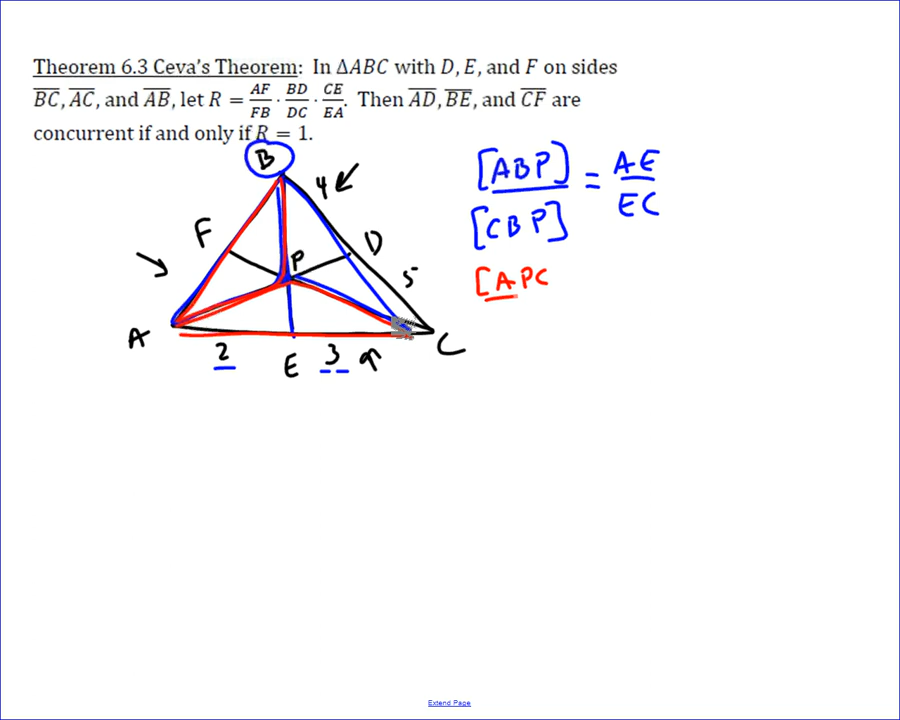 Theorem 6.3 Ceva's Theorem: In ΔABC with D, E, and F on sides
BC, AC, and AB, let R = AF/FB · BD/DC · CE/EA. Then AD, BE, and CF are
concurrent if and only if R = 1.
B
4
[ABP]/[CBP] = AE/EC
F
D
P
5
[APC
A
2
E
3
C
Extend Page